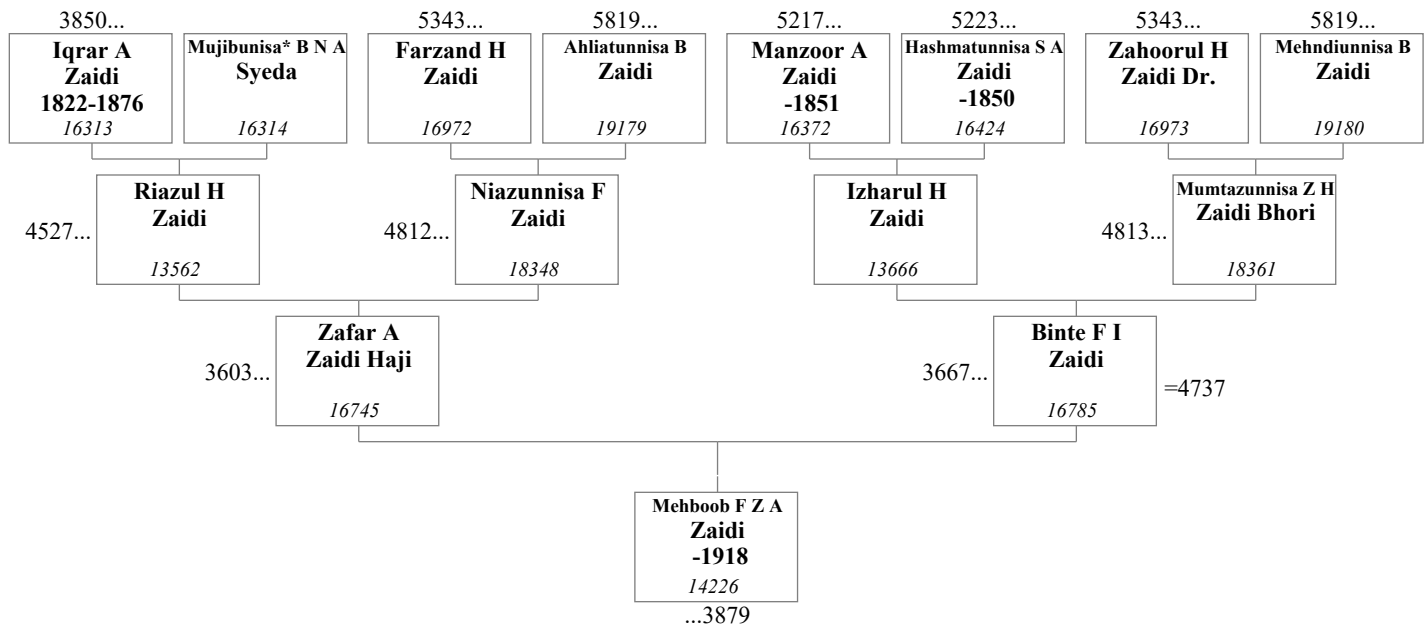 3850...
5343...
5819...
5217...
5223...
5343...
5819...
Iqrar A
Zaidi
1822-1876
16313
Mujibunisa* B N A
Syeda
16314
Farzand H
Zaidi
16972
Ahliatunnisa B
Zaidi
19179
Manzoor A
Zaidi
-1851
16372
Hashmatunnisa S A
Zaidi
-1850
16424
Zahoorul H
Zaidi Dr.
16973
Mehndiunnisa B
Zaidi
19180
4527...
Riazul H
Zaidi
13562
4812...
Niazunnisa F
Zaidi
18348
Izharul H
Zaidi
13666
4813...
Mumtazunnisa Z H
Zaidi Bhori
18361
3603...
Zafar A
Zaidi Haji
16745
3667...
Binte F I
Zaidi
16785
=4737
Mehboob F Z A
Zaidi
-1918
14226
...3879